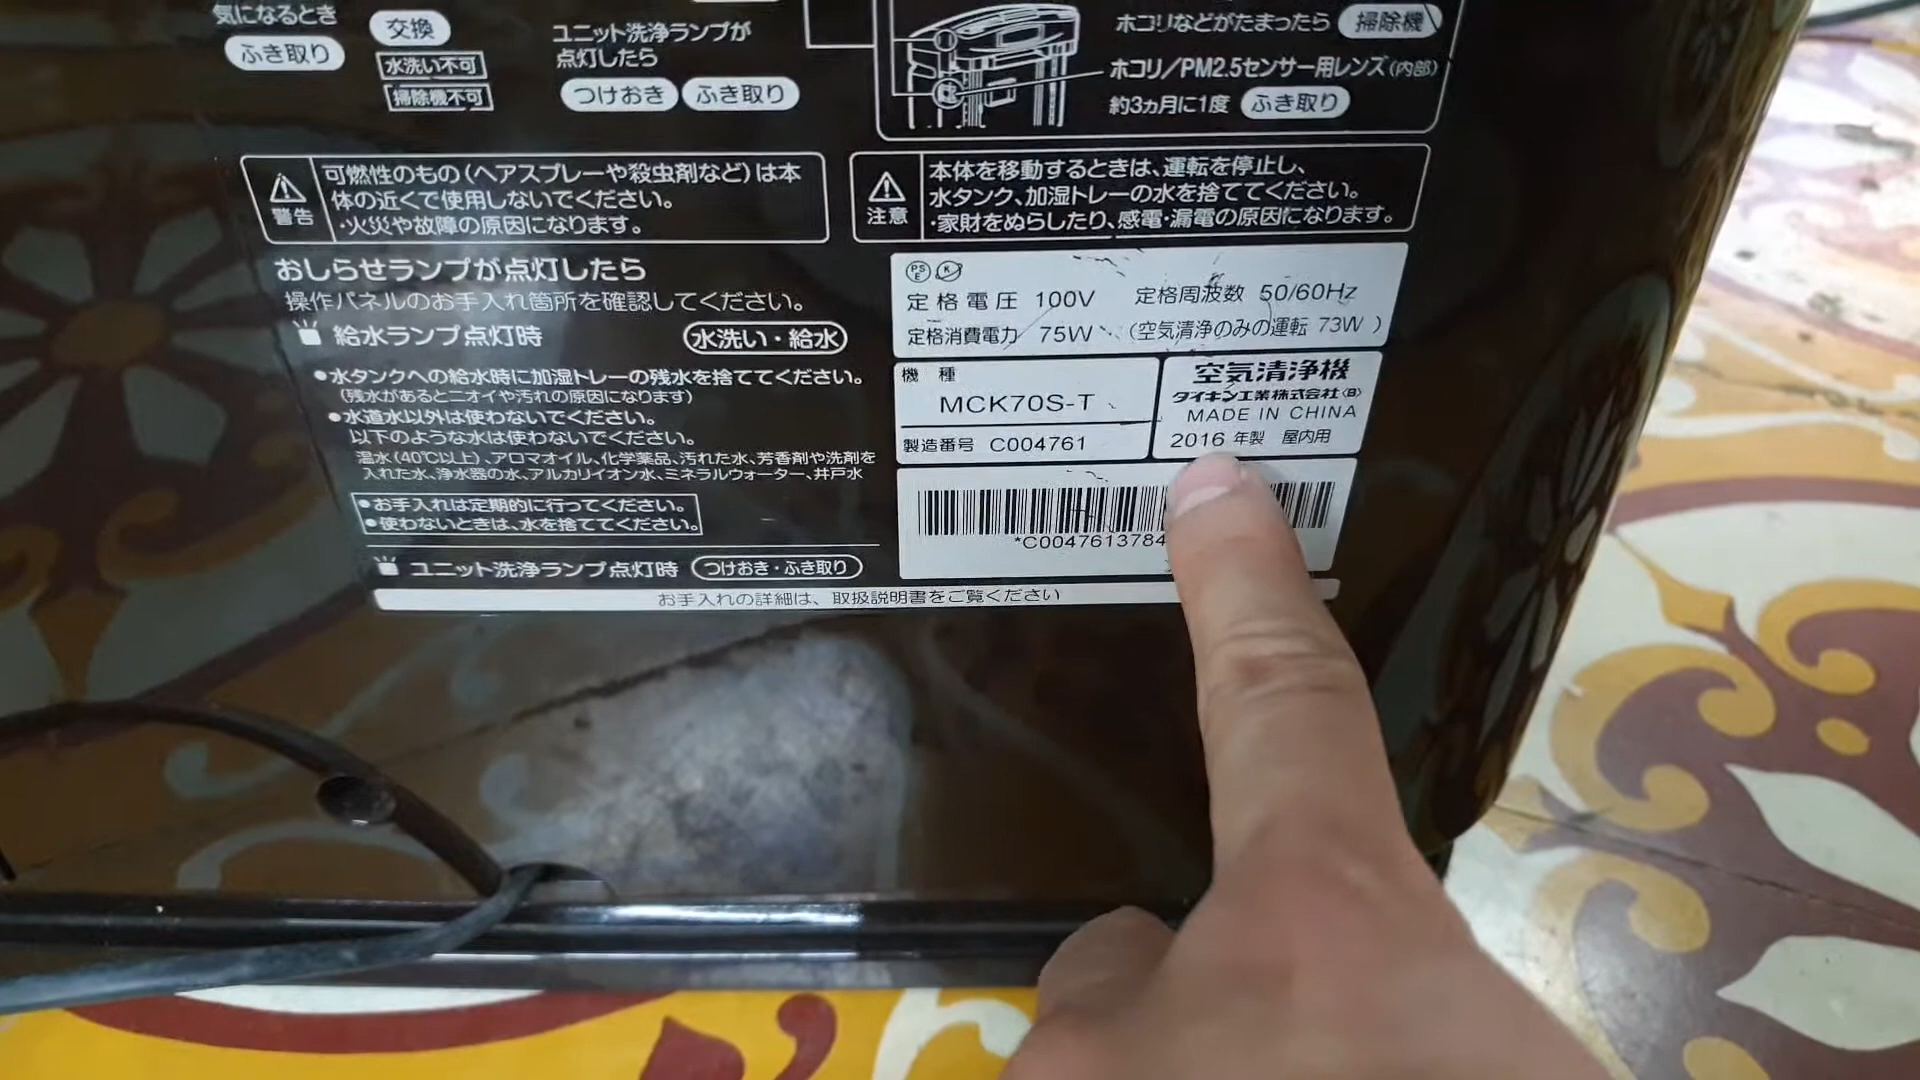 気になるとき
ふき取り
交換
水洗い不可
掃除機不可
ユニット洗浄ランプが
点灯したら
つけおき ふき取り
ホコリなどがたまったら 掃除機
ホコリ/PM2.5センサー用レンズ(内部)
約3ヵ月に1度 ふき取り
警告
可燃性のもの(ヘアスプレーや殺虫剤など)は本
体の近くで使用しないでください。
・火災や故障の原因になります。
注意
本体を移動するときは、運転を停止し、
水タンク、加湿トレーの水を捨ててください。
・家財をぬらしたり、感電・漏電の原因になります。
おしらせランプが点灯したら
操作パネルのお手入れ箇所を確認してください。
給水ランプ点灯時 水洗い・給水
●水タンクへの給水時に加湿トレーの残水を捨ててください。
(残水があるとニオイや汚れの原因になります)
●水道水以外は使わないでください。
以下のような水は使わないでください。
温水(40℃以上)、アロマオイル、化学薬品、汚れた水、芳香剤や洗剤を
入れた水、浄水器の水、アルカリイオン水、ミネラルウォーター、井戸水
●お手入れは定期的に行ってください。
●使わないときは、水を捨ててください。
ユニット洗浄ランプ点灯時 つけおき・ふき取り
お手入れの詳細は、取扱説明書をご覧ください
PS
E
定格電圧 100V 定格周波数 50/60Hz
定格消費電力 75W (空気清浄のみの運転 73W)
機種
MCK70S-T
製造番号 C004761
空気清浄機
ダイキン工業株式会社〈B〉
MADE IN CHINA
2016 年製 屋内用
*C0047613784